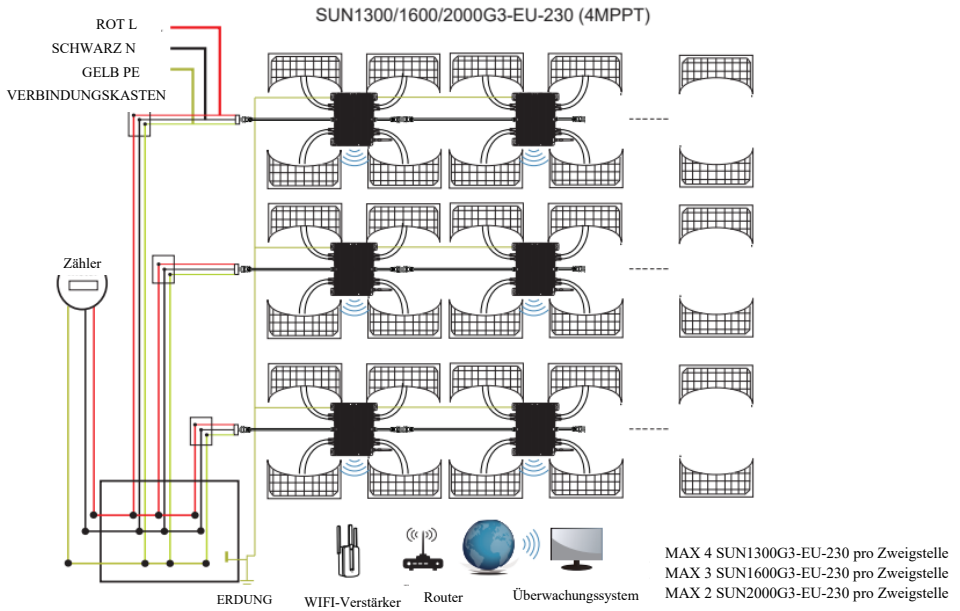 SUN1300/1600/2000G3-EU-230 (4MPPT)
ROT L
SCHWARZ N
GELB PE
VERBINDUNGSKASTEN
Zähler
ERDUNG
WIFI-Verstärker
Router
Überwachungssystem
MAX 4 SUN1300G3-EU-230 pro Zweigstelle
MAX 3 SUN1600G3-EU-230 pro Zweigstelle
MAX 2 SUN2000G3-EU-230 pro Zweigstelle